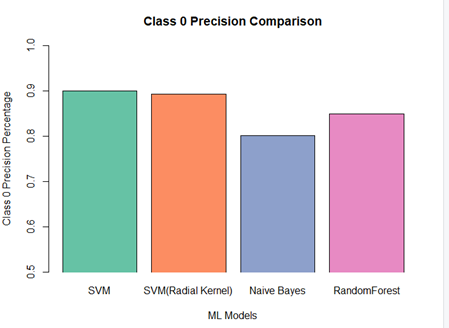 Class 0 Precision Comparison
Class 0 Precision Percentage
1.0
0.9
0.8
0.7
0.6
0.5
SVM
SVM(Radial Kernel)
Naive Bayes
RandomForest
ML Models